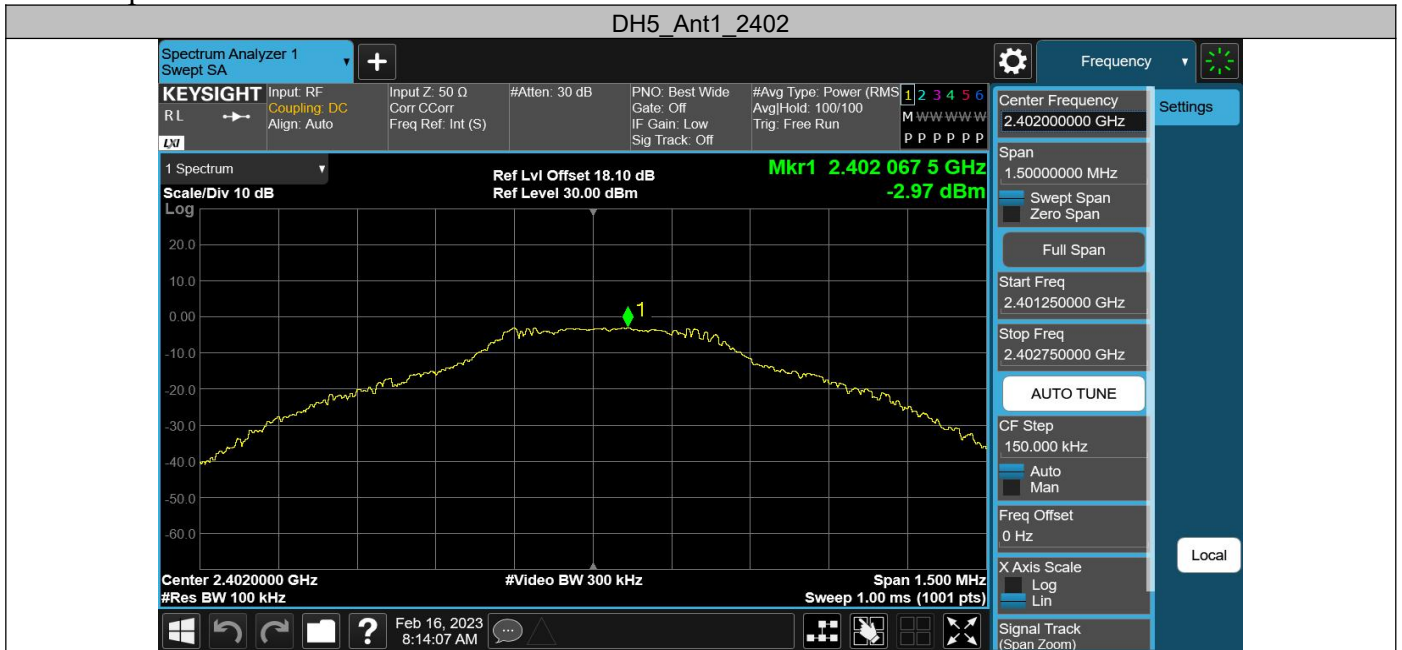 DH5_Ant1_2402
Spectrum Analyzer 1
Swept SA
Frequency
KEYSIGHT
RL
LXI
Input: RF
Coupling: DC
Align: Auto
Input Z: 50 Ω
Corr CCorr
Freq Ref: Int (S)
#Atten: 30 dB
PNO: Best Wide
Gate: Off
IF Gain: Low
Sig Track: Off
#Avg Type: Power (RMS
Avg|Hold: 100/100
Trig: Free Run
1 2 3 4 5 6
M W W W W W
P P P P P P
1 Spectrum
Scale/Div 10 dB
Log
Ref Lvl Offset 18.10 dB
Ref Level 30.00 dBm
Mkr1 2.402 067 5 GHz
-2.97 dBm
20.0
10.0
0.00
-10.0
-20.0
-30.0
-40.0
-50.0
-60.0
1
Center 2.4020000 GHz
#Res BW 100 kHz
#Video BW 300 kHz
Span 1.500 MHz
Sweep 1.00 ms (1001 pts)
Feb 16, 2023
8:14:07 AM
Center Frequency
2.402000000 GHz
Span
1.50000000 MHz
Swept Span
Zero Span
Full Span
Start Freq
2.401250000 GHz
Stop Freq
2.402750000 GHz
AUTO TUNE
CF Step
150.000 kHz
Auto
Man
Freq Offset
0 Hz
X Axis Scale
Log
Lin
Signal Track
(Span Zoom)
Settings
Local